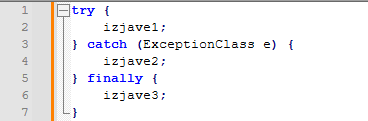 1 try {
2 izjave1;
3 } catch (ExceptionClass e) {
4 izjave2;
5 } finally {
6 izjave3;
7 }